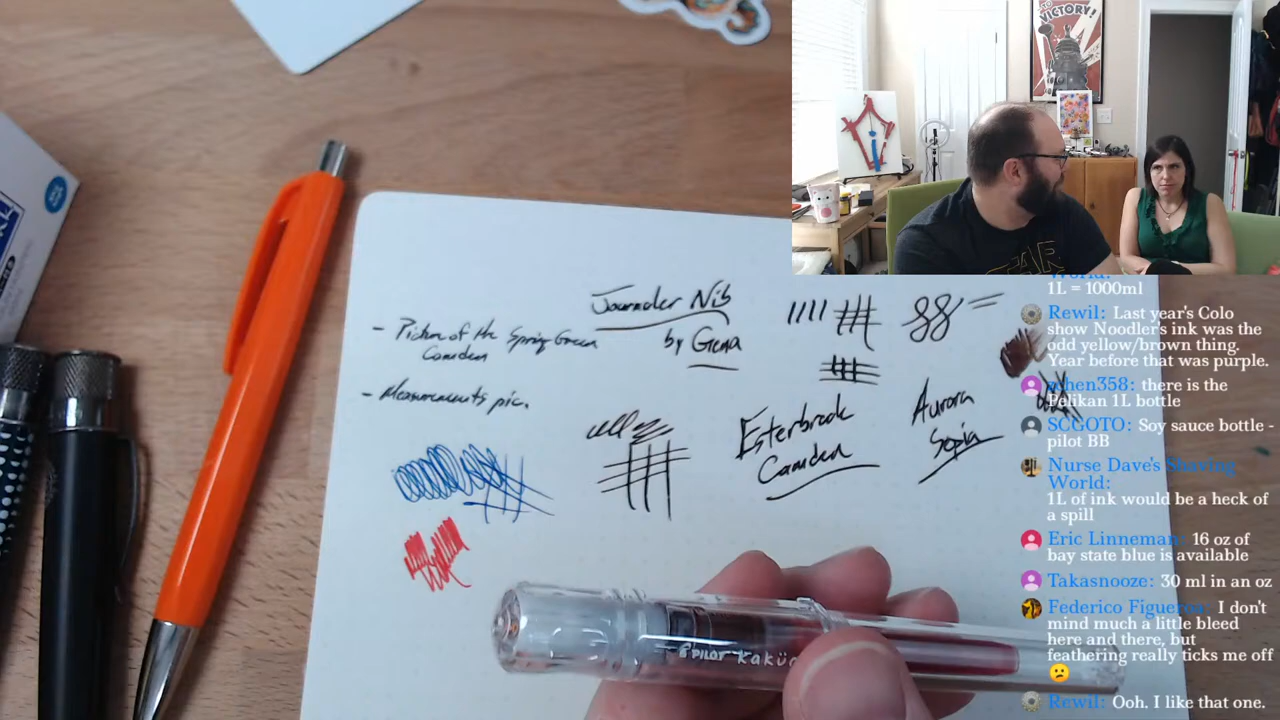 TO
VICTORY!
Journaler Nib
by Gena
- Picture of the Spring Green
Camden
- Measurements pic.
Esterbrook
Camden
Aurora
Sepia
PILOT kakün
World:
1L = 1000ml
Rewil: Last year's Colo
show Noodler's ink was the
odd yellow/brown thing.
Year before that was purple.
there is the
Pelikan 1L bottle
SCGOTO: Soy sauce bottle -
pilot BB
Nurse Dave's Shaving
World:
1L of ink would be a heck of
a spill
Eric Linneman: 16 oz of
bay state blue is available
Takasnooze: 30 ml in an oz
Federico Figueroa: I don't
mind much a little bleed
here and there, but
feathering really ticks me off
Rewil: Ooh. I like that one.